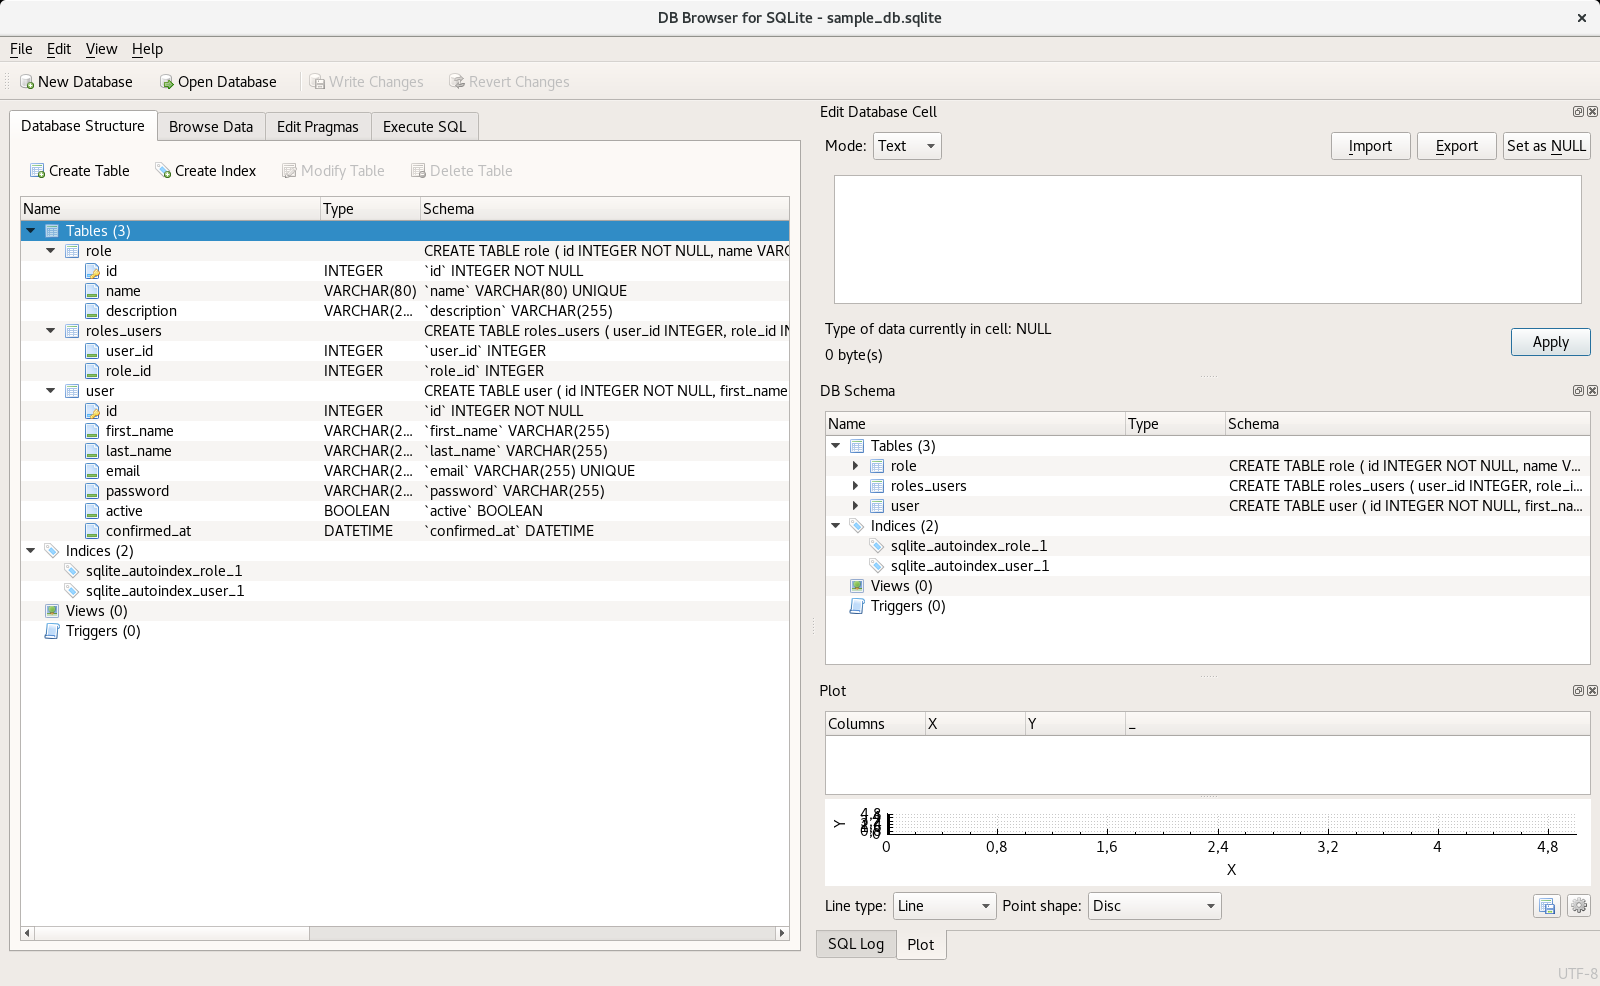 DB Browser for SQLite - sample_db.sqlite
File Edit View Help
New Database Open Database Write Changes Revert Changes
Database Structure Browse Data Edit Pragmas Execute SQL
Create Table Create Index Modify Table Delete Table
Name Type Schema
Tables (3)
role CREATE TABLE role ( id INTEGER NOT NULL, name VARC
id INTEGER `id` INTEGER NOT NULL
name VARCHAR(80) `name` VARCHAR(80) UNIQUE
description VARCHAR(2... `description` VARCHAR(255)
roles_users CREATE TABLE roles_users ( user_id INTEGER, role_id IN
user_id INTEGER `user_id` INTEGER
role_id INTEGER `role_id` INTEGER
user CREATE TABLE user ( id INTEGER NOT NULL, first_name
id INTEGER `id` INTEGER NOT NULL
first_name VARCHAR(2... `first_name` VARCHAR(255)
last_name VARCHAR(2... `last_name` VARCHAR(255)
email VARCHAR(2... `email` VARCHAR(255) UNIQUE
password VARCHAR(2... `password` VARCHAR(255)
active BOOLEAN `active` BOOLEAN
confirmed_at DATETIME `confirmed_at` DATETIME
Indices (2)
sqlite_autoindex_role_1
sqlite_autoindex_user_1
Views (0)
Triggers (0)
Edit Database Cell
Mode: Text Import Export Set as NULL
Type of data currently in cell: NULL
0 byte(s)
Apply
DB Schema
Name Type Schema
Tables (3)
role CREATE TABLE role ( id INTEGER NOT NULL, name V...
roles_users CREATE TABLE roles_users ( user_id INTEGER, role_i...
user CREATE TABLE user ( id INTEGER NOT NULL, first_na...
Indices (2)
sqlite_autoindex_role_1
sqlite_autoindex_user_1
Views (0)
Triggers (0)
Plot
Columns X Y _
Y
4,8
0 0,8 1,6 2,4 3,2 4 4,8
X
Line type: Line Point shape: Disc
SQL Log Plot
UTF-8